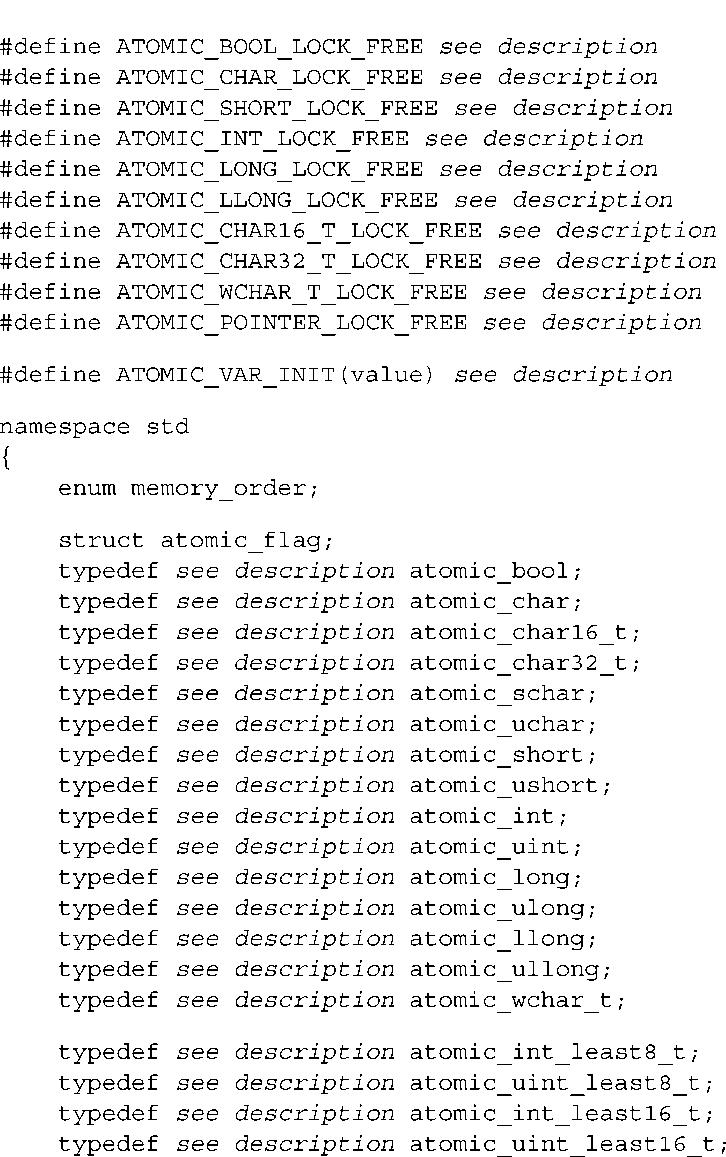 #define ATOMIC_BOOL_LOCK_FREE see description
#define ATOMIC_CHAR_LOCK_FREE see description
#define ATOMIC_SHORT_LOCK_FREE see description
#define ATOMIC_INT_LOCK_FREE see description
#define ATOMIC_LONG_LOCK_FREE see description
#define ATOMIC_LLONG_LOCK_FREE see description
#define ATOMIC_CHAR16_T_LOCK_FREE see description
#define ATOMIC_CHAR32_T_LOCK_FREE see description
#define ATOMIC_WCHAR_T_LOCK_FREE see description
#define ATOMIC_POINTER_LOCK_FREE see description
#define ATOMIC_VAR_INIT(value) see description
namespace std
{
    enum memory_order;
    struct atomic_flag;
    typedef see description atomic_bool;
    typedef see description atomic_char;
    typedef see description atomic_char16_t;
    typedef see description atomic_char32_t;
    typedef see description atomic_schar;
    typedef see description atomic_uchar;
    typedef see description atomic_short;
    typedef see description atomic_ushort;
    typedef see description atomic_int;
    typedef see description atomic_uint;
    typedef see description atomic_long;
    typedef see description atomic_ulong;
    typedef see description atomic_llong;
    typedef see description atomic_ullong;
    typedef see description atomic_wchar_t;
    typedef see description atomic_int_least8_t;
    typedef see description atomic_uint_least8_t;
    typedef see description atomic_int_least16_t;
    typedef see description atomic_uint_least16_t;